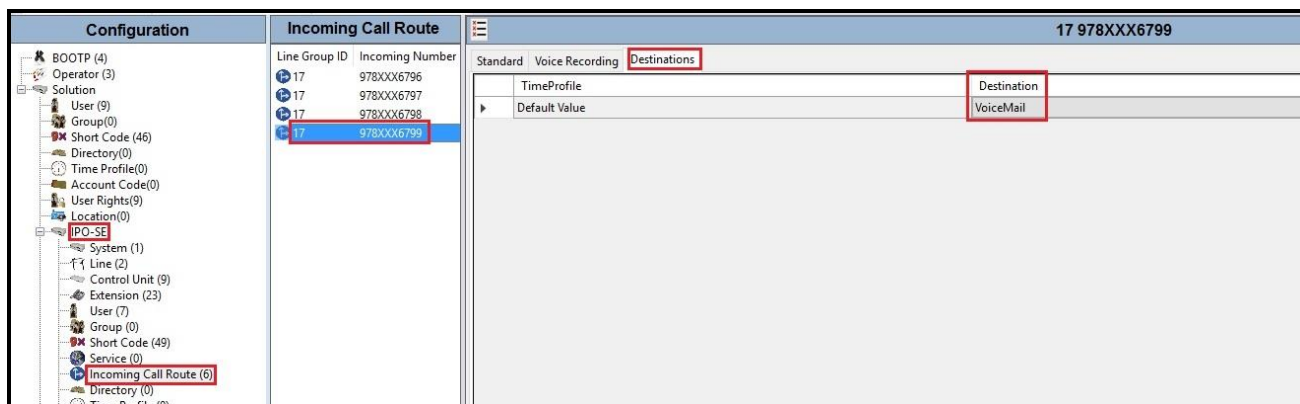 Configuration
BOOTP (4)
Operator (3)
Solution
User (9)
Group(0)
Short Code (46)
Directory(0)
Time Profile(0)
Account Code(0)
User Rights(9)
Location(0)
IPO-SE
System (1)
Line (2)
Control Unit (9)
Extension (23)
User (7)
Group (0)
Short Code (49)
Service (0)
Incoming Call Route (6)
Directory (0)
Time Profile (0)
Incoming Call Route
Line Group ID Incoming Number
17 978XXX6796
17 978XXX6797
17 978XXX6798
17 978XXX6799
17 978XXX6799
Standard Voice Recording Destinations
TimeProfile Destination
Default Value VoiceMail